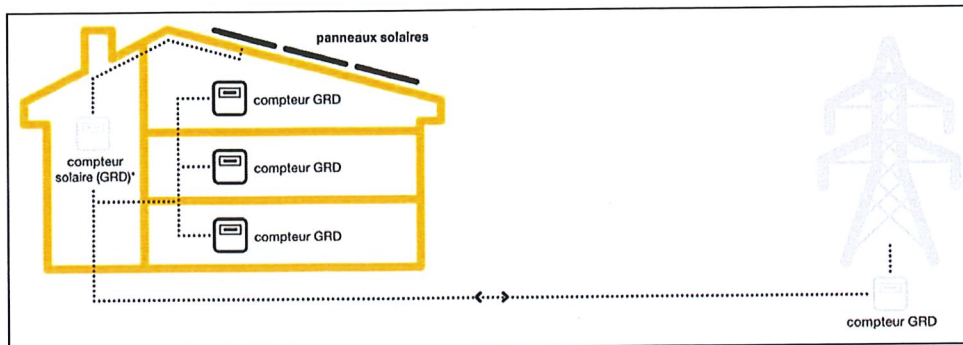 panneaux solaires
compteur GRD
compteur
solaire (GRD)*
compteur GRD
compteur GRD
compteur GRD